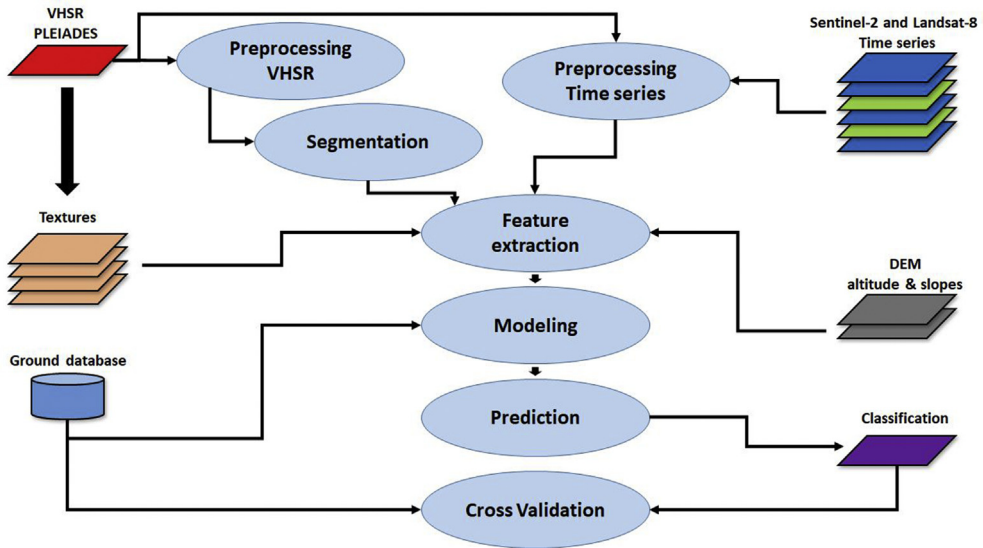 VHSR
PLEIADES
Preprocessing
VHSR
Sentinel-2 and Landsat-8
Time series
Preprocessing
Time series
Segmentation
Textures
Feature
extraction
DEM
altitude & slopes
Modeling
Ground database
Prediction
Classification
Cross Validation